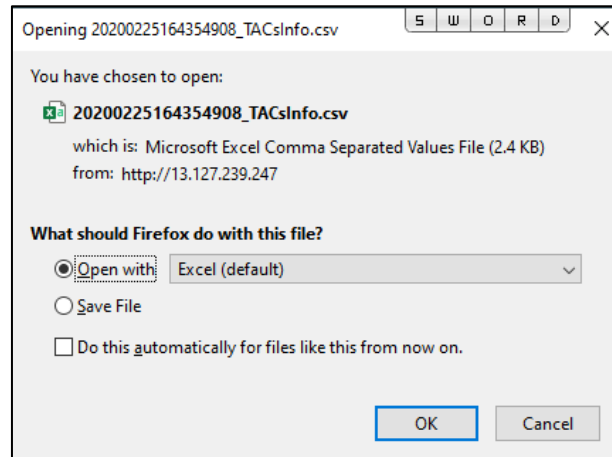 Opening 20200225164354908_TACsInfo.csv
S W O R D
You have chosen to open:
20200225164354908_TACsInfo.csv
which is: Microsoft Excel Comma Separated Values File (2.4 KB)
from: http://13.127.239.247
What should Firefox do with this file?
Open with Excel (default)
Save File
Do this automatically for files like this from now on.
OK Cancel